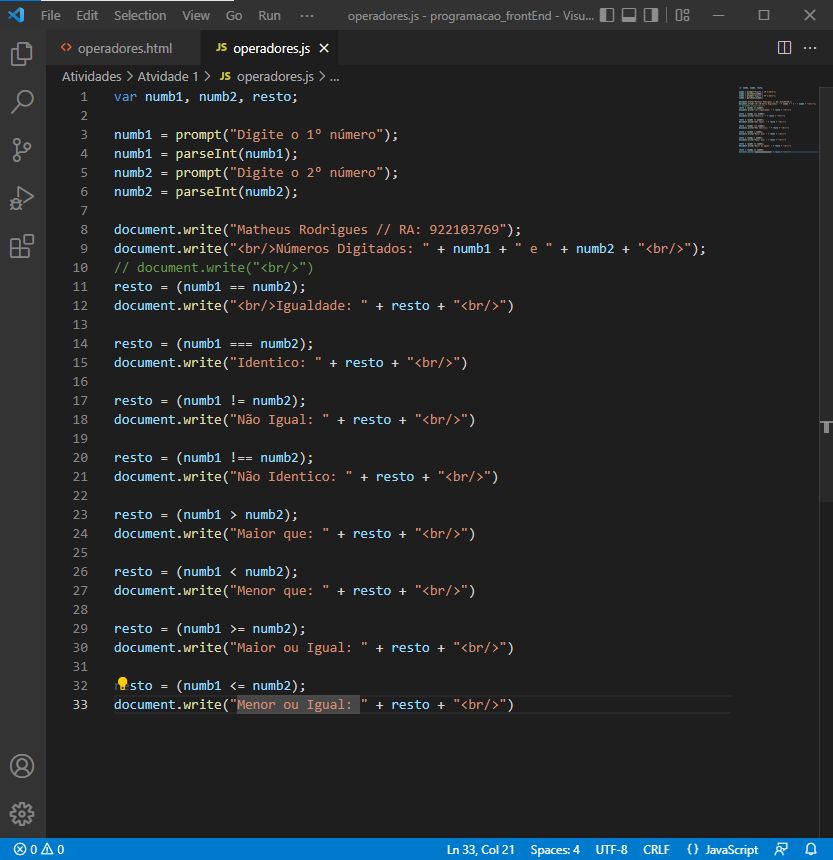 File Edit Selection View Go Run ··· operadores.js - programacao_frontEnd - Visu...
<> operadores.html JS operadores.js × ···
Atividades > Atvidade 1 > JS operadores.js > ...
1 var numb1, numb2, resto;
2
3 numb1 = prompt("Digite o 1º número");
4 numb1 = parseInt(numb1);
5 numb2 = prompt("Digite o 2º número");
6 numb2 = parseInt(numb2);
7
8 document.write("Matheus Rodrigues // RA: 922103769");
9 document.write("<br/>Números Digitados: " + numb1 + " e " + numb2 + "<br/>");
10 // document.write("<br/>")
11 resto = (numb1 == numb2);
12 document.write("<br/>Igualdade: " + resto + "<br/>")
13
14 resto = (numb1 === numb2);
15 document.write("Identico: " + resto + "<br/>")
16
17 resto = (numb1 != numb2);
18 document.write("Não Igual: " + resto + "<br/>")
19
20 resto = (numb1 !== numb2);
21 document.write("Não Identico: " + resto + "<br/>")
22
23 resto = (numb1 > numb2);
24 document.write("Maior que: " + resto + "<br/>")
25
26 resto = (numb1 < numb2);
27 document.write("Menor que: " + resto + "<br/>")
28
29 resto = (numb1 >= numb2);
30 document.write("Maior ou Igual: " + resto + "<br/>")
31
32 resto = (numb1 <= numb2);
33 document.write("Menor ou Igual: " + resto + "<br/>")
0 0 Ln 33, Col 21 Spaces: 4 UTF-8 CRLF {} JavaScript